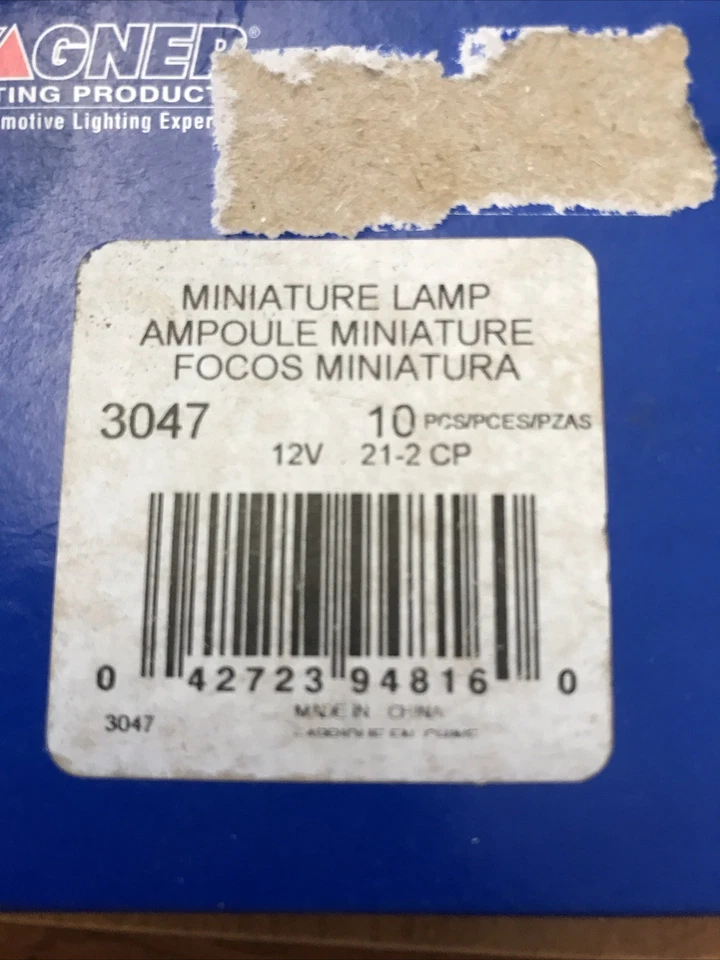 AGNER®
TING PRODUCT
motive Lighting Exper
MINIATURE LAMP
AMPOULE MINIATURE
FOCOS MINIATURA
3047 10 PCS/PCES/PZAS
12V 21-2 CP
0 42723 94816 0
MADE IN CHINA
3047
EN